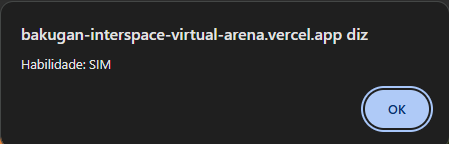 bakugan-interspace-virtual-arena.vercel.app diz
Habilidade: SIM
OK